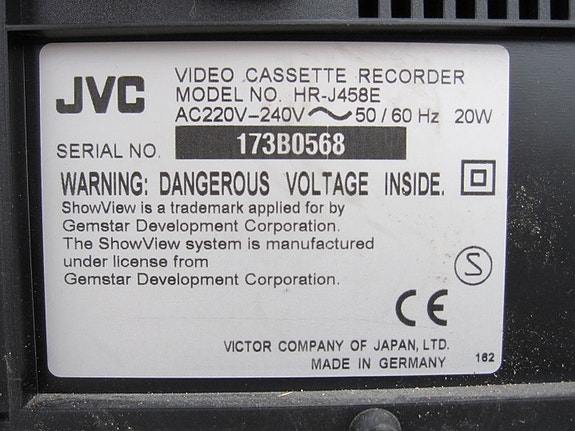 JVC
VIDEO CASSETTE RECORDER
MODEL NO. HR-J458E
AC220V–240V～50/60 Hz 20W
SERIAL NO. 173B0568
WARNING: DANGEROUS VOLTAGE INSIDE.
ShowView is a trademark applied for by
Gemstar Development Corporation.
The ShowView system is manufactured
under license from
Gemstar Development Corporation.
S
CE
VICTOR COMPANY OF JAPAN, LTD.
MADE IN GERMANY
162